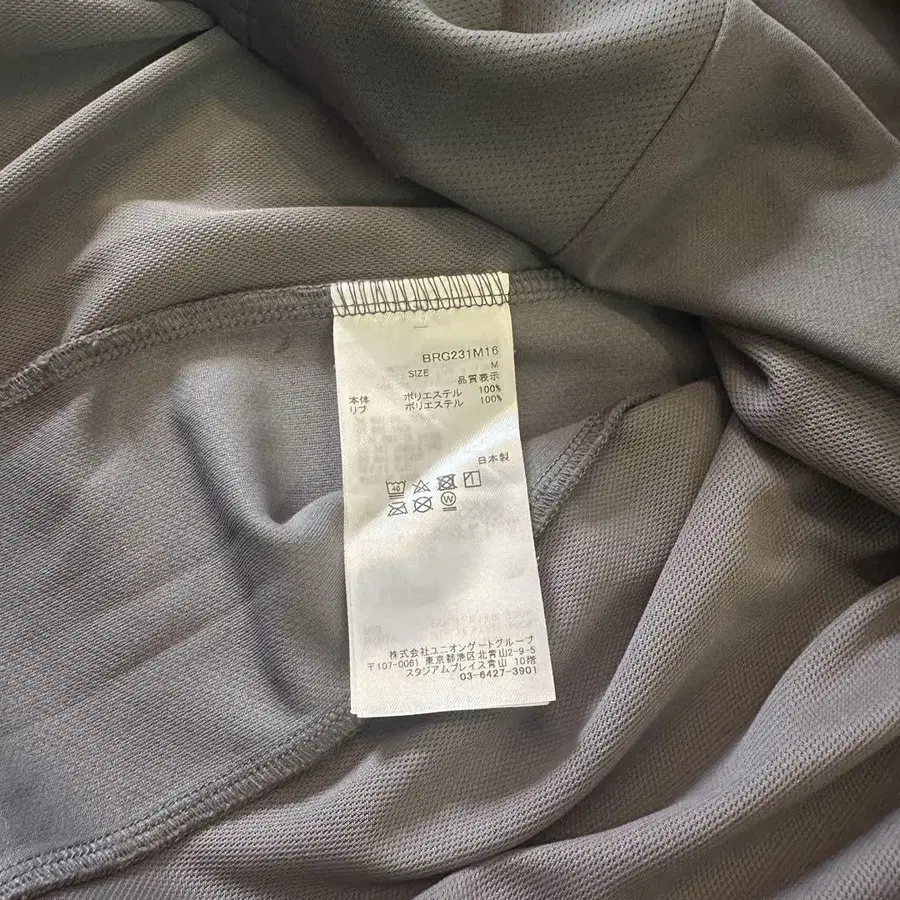 BRG231M16
SIZE M
品質表示
本体 ポリエステル 100%
リブ ポリエステル 100%
日本製
40
W
株式会社ユニオンゲートグループ
〒107-0061 東京都港区北青山2-9-5
スタジアムプレイス青山 10階
03-6427-3901